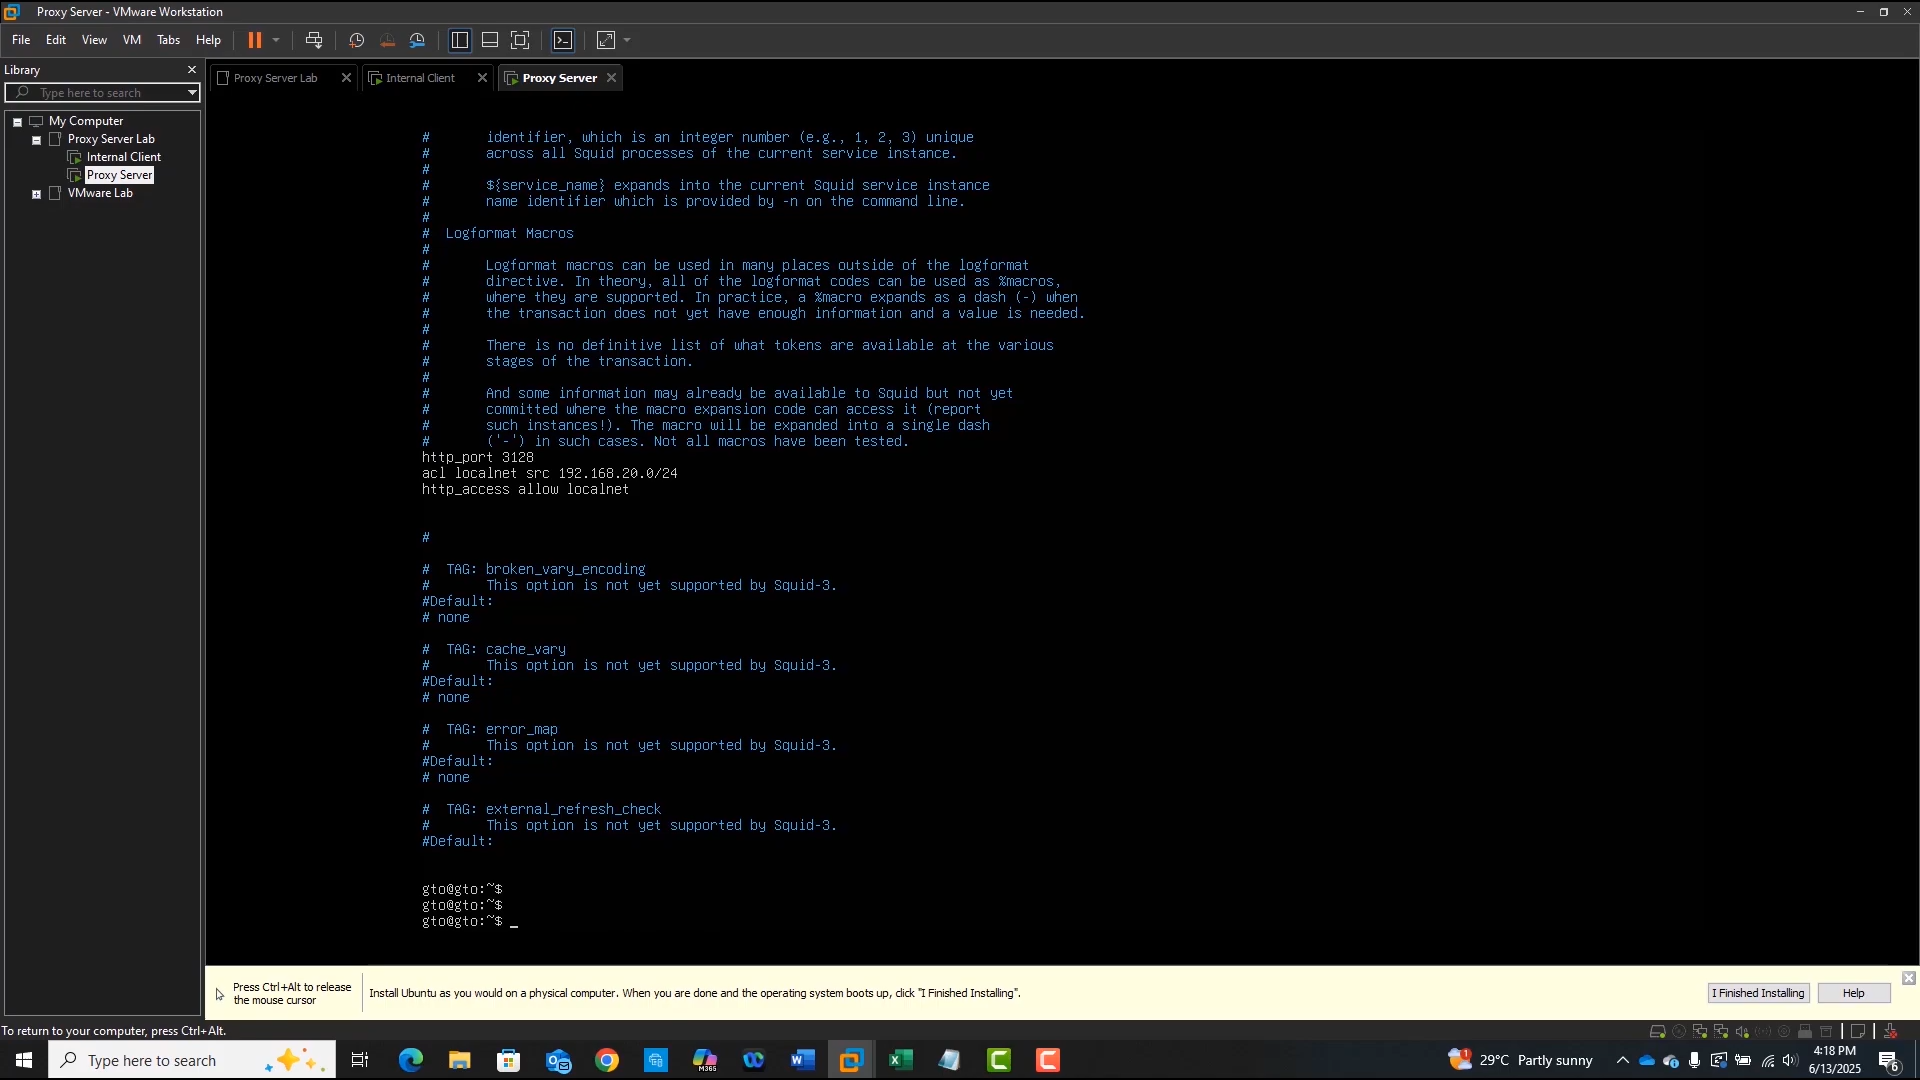 Proxy Server - VMware Workstation
File Edit View VM Tabs Help
Library
Type here to search
My Computer
Proxy Server Lab
Internal Client
Proxy Server
VMware Lab
Proxy Server Lab Internal Client Proxy Server
# identifier, which is an integer number (e.g., 1, 2, 3) unique
# across all Squid processes of the current service instance.
#
# ${service_name} expands into the current Squid service instance
# name identifier which is provided by -n on the command line.
#
# Logformat Macros
#
# Logformat macros can be used in many places outside of the logformat
# directive. In theory, all of the logformat codes can be used as %macros,
# where they are supported. In practice, a %macro expands as a dash (-) when
# the transaction does not yet have enough information and a value is needed.
#
# There is no definitive list of what tokens are available at the various
# stages of the transaction.
#
# And some information may already be available to Squid but not yet
# committed where the macro expansion code can access it (report
# such instances!). The macro will be expanded into a single dash
# ('-') in such cases. Not all macros have been tested.
http_port 3128
acl localnet src 192.168.20.0/24
http_access allow localnet
#
# TAG: broken_vary_encoding
# This option is not yet supported by Squid-3.
#Default:
# none
# TAG: cache_vary
# This option is not yet supported by Squid-3.
#Default:
# none
# TAG: error_map
# This option is not yet supported by Squid-3.
#Default:
# none
# TAG: external_refresh_check
# This option is not yet supported by Squid-3.
#Default:
gto@gto:~$
gto@gto:~$
gto@gto:~$ _
Press Ctrl+Alt to release
the mouse cursor
Install Ubuntu as you would on a physical computer. When you are done and the operating system boots up, click "I Finished Installing".
I Finished Installing Help
To return to your computer, press Ctrl+Alt.
Type here to search
M365
1
29°C Partly sunny
4:18 PM
6/13/2025
6